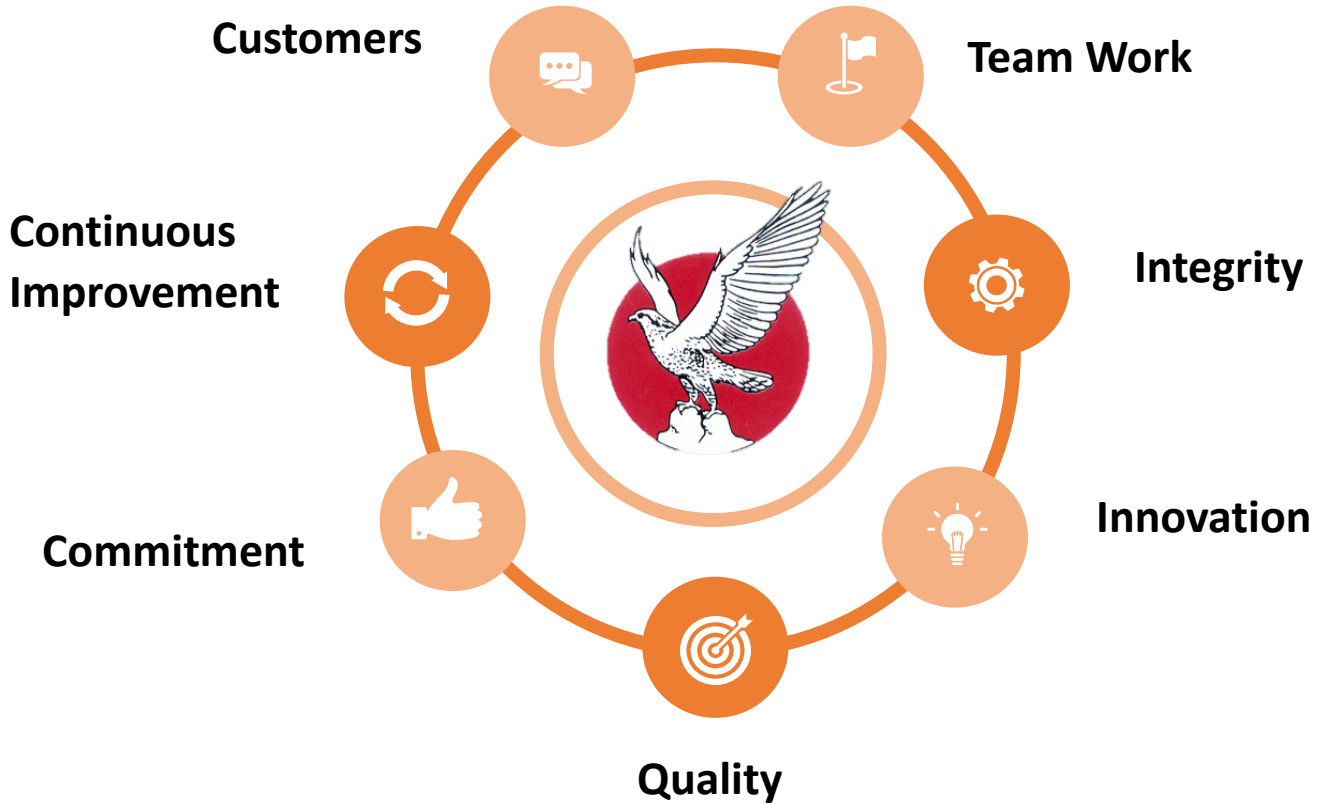 Customers
Team Work
Continuous
Improvement
Integrity
Commitment
Innovation
Quality